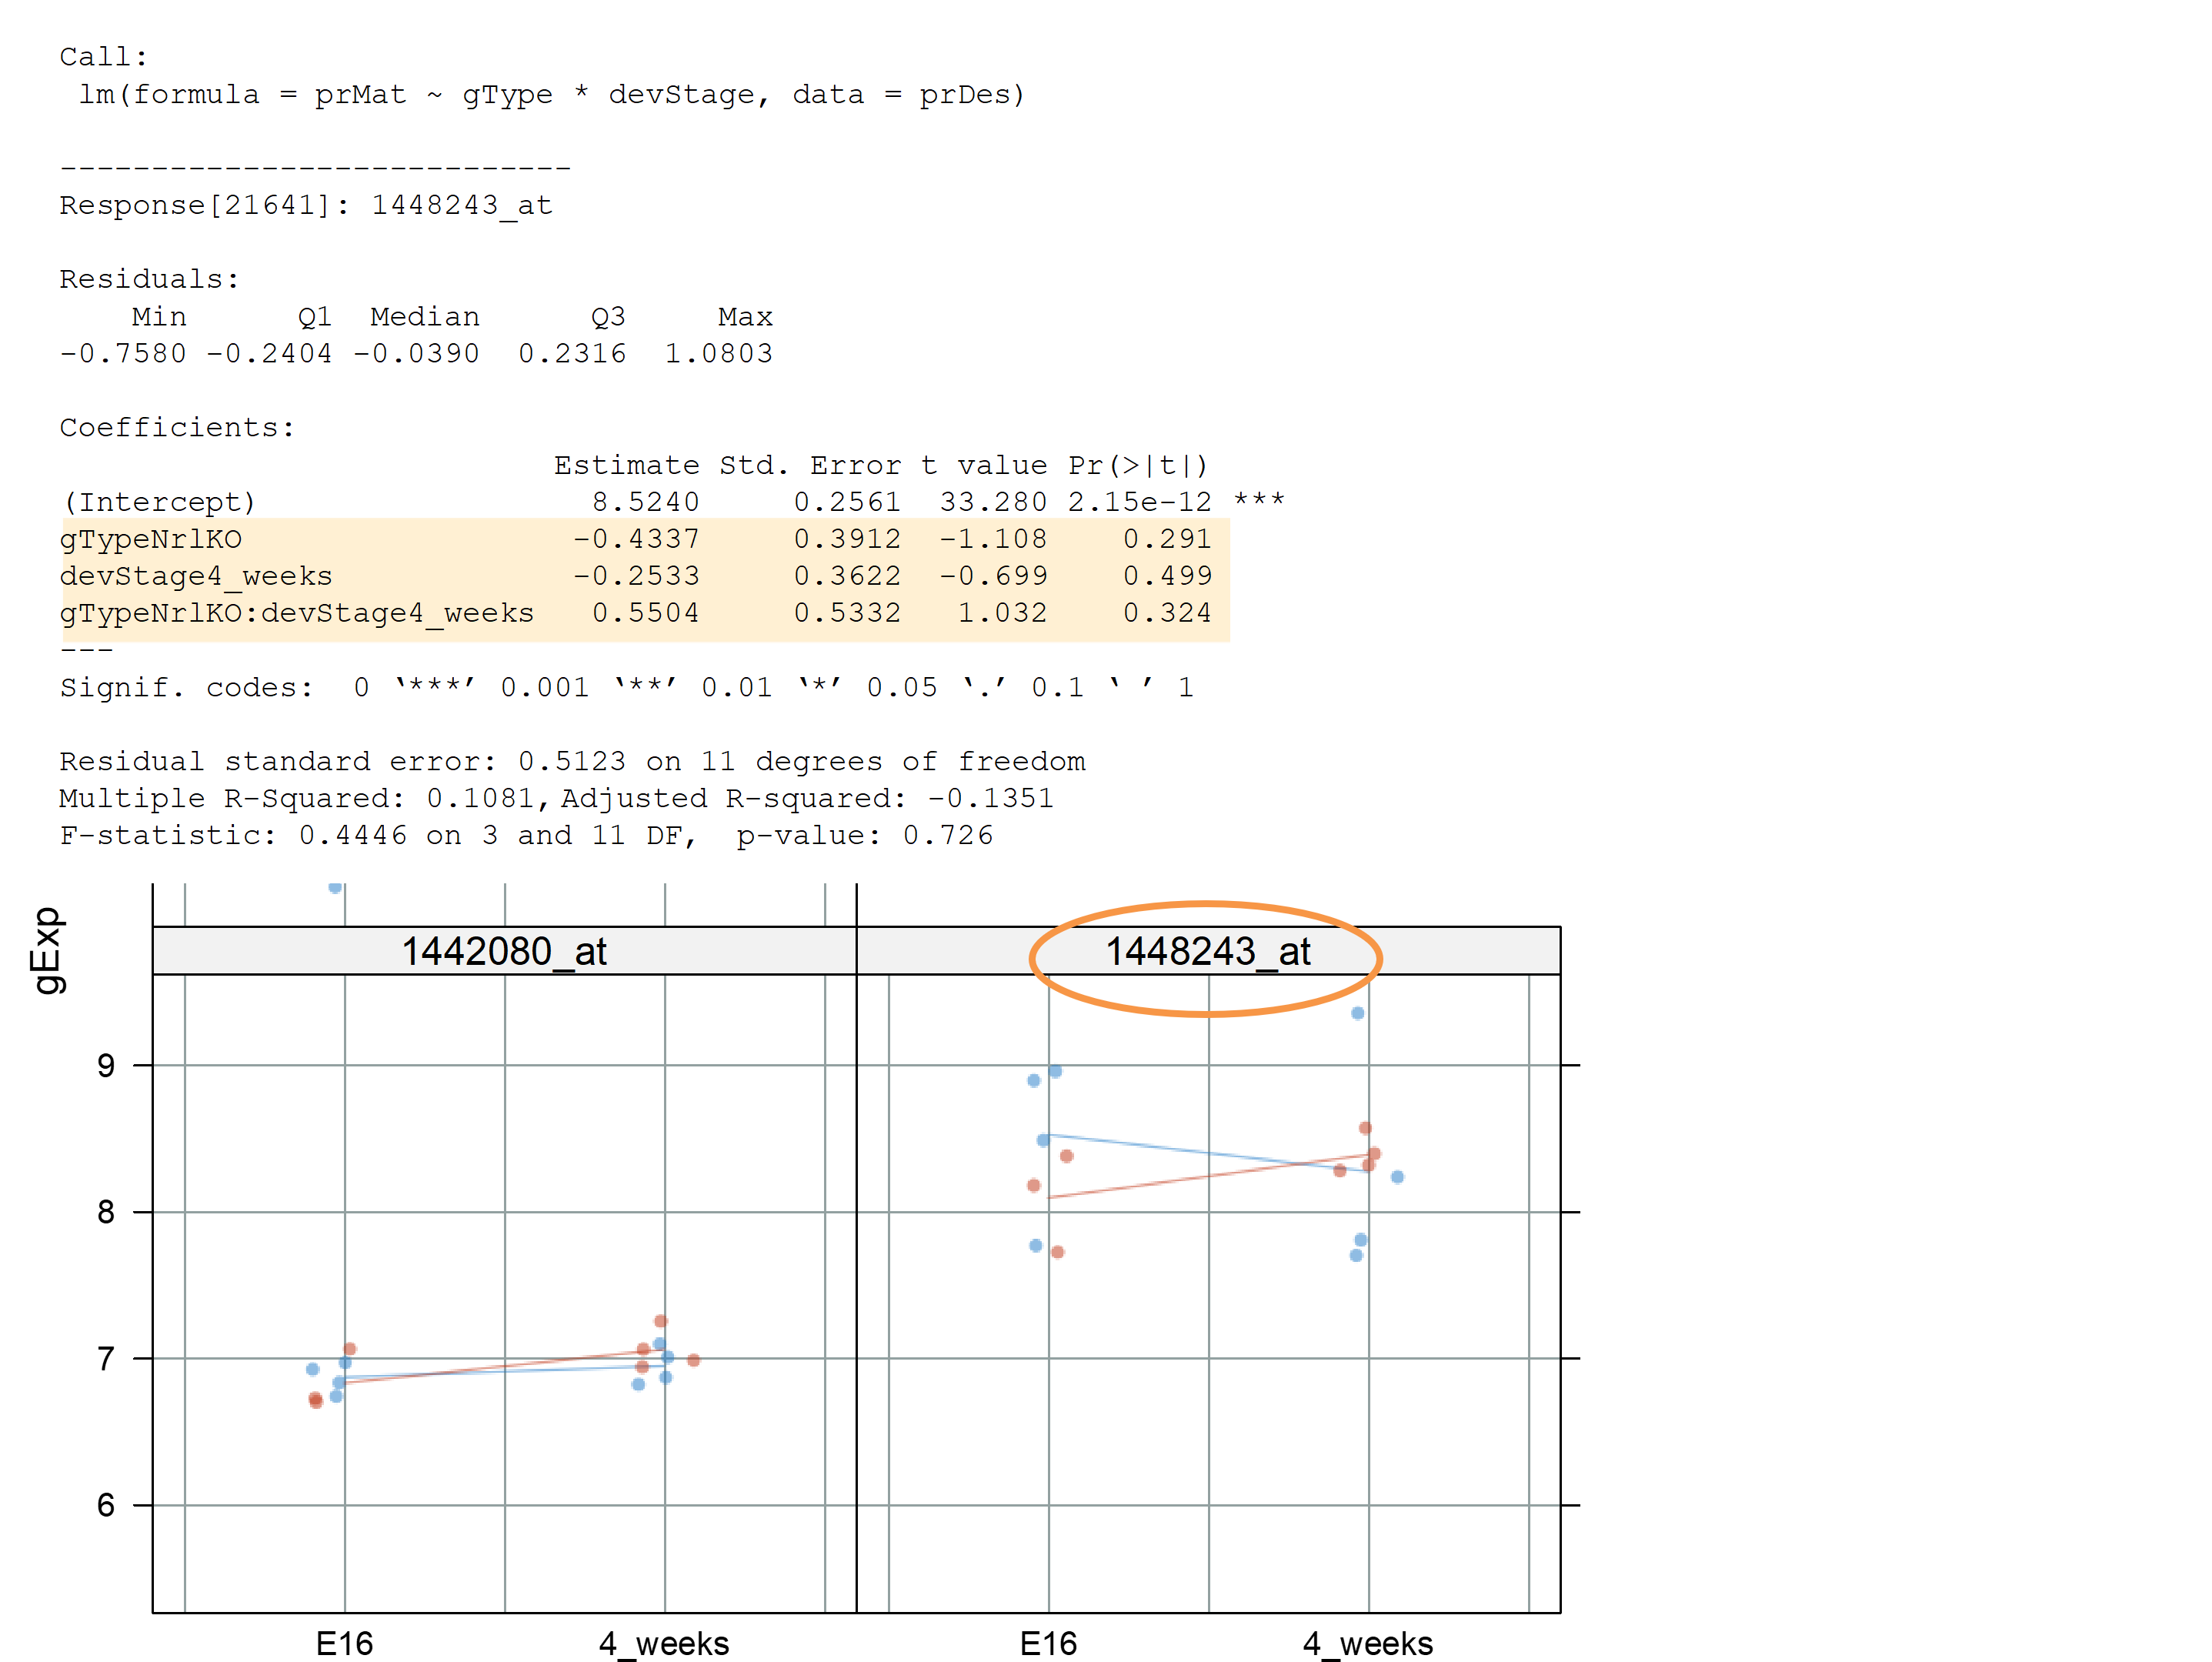 Call:
lm(formula = prMat ~ gType * devStage, data = prDes)
----------------------------
Response[21641]: 1448243_at
Residuals:
Min Q1 Median Q3 Max
-0.7580 -0.2404 -0.0390 0.2316 1.0803
Coefficients:
Estimate Std. Error t value Pr(>|t|)
(Intercept) 8.5240 0.2561 33.280 2.15e-12 ***
gTypeNrlKO -0.4337 0.3912 -1.108 0.291
devStage4_weeks -0.2533 0.3622 -0.699 0.499
gTypeNrlKO:devStage4_weeks 0.5504 0.5332 1.032 0.324
---
Signif. codes: 0 ‘***’ 0.001 ‘**’ 0.01 ‘*’ 0.05 ‘.’ 0.1 ‘ ’ 1
Residual standard error: 0.5123 on 11 degrees of freedom
Multiple R-Squared: 0.1081, Adjusted R-squared: -0.1351
F-statistic: 0.4446 on 3 and 11 DF, p-value: 0.726
gExp
1442080_at 1448243_at
9
8
7
6
E16 4_weeks E16 4_weeks